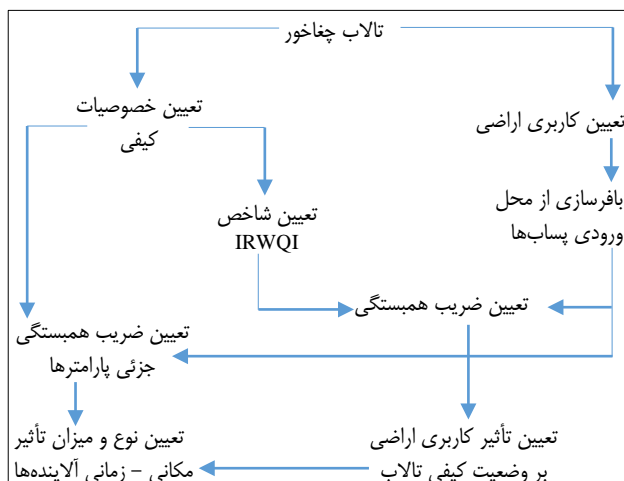 تالاب چغاخور
تعیین خصوصیات
کیفی
تعیین کاربری اراضی
بافرسازی از محل
ورودی پساب‌ها
تعیین شاخص
IRWQI
تعیین ضریب همبستگی
تعیین ضریب همبستگی
جزئی پارامترها
تعیین تأثیر کاربری اراضی
بر وضعیت کیفی تالاب
تعیین نوع و میزان تأثیر
مکانی – زمانی آلاینده‌ها